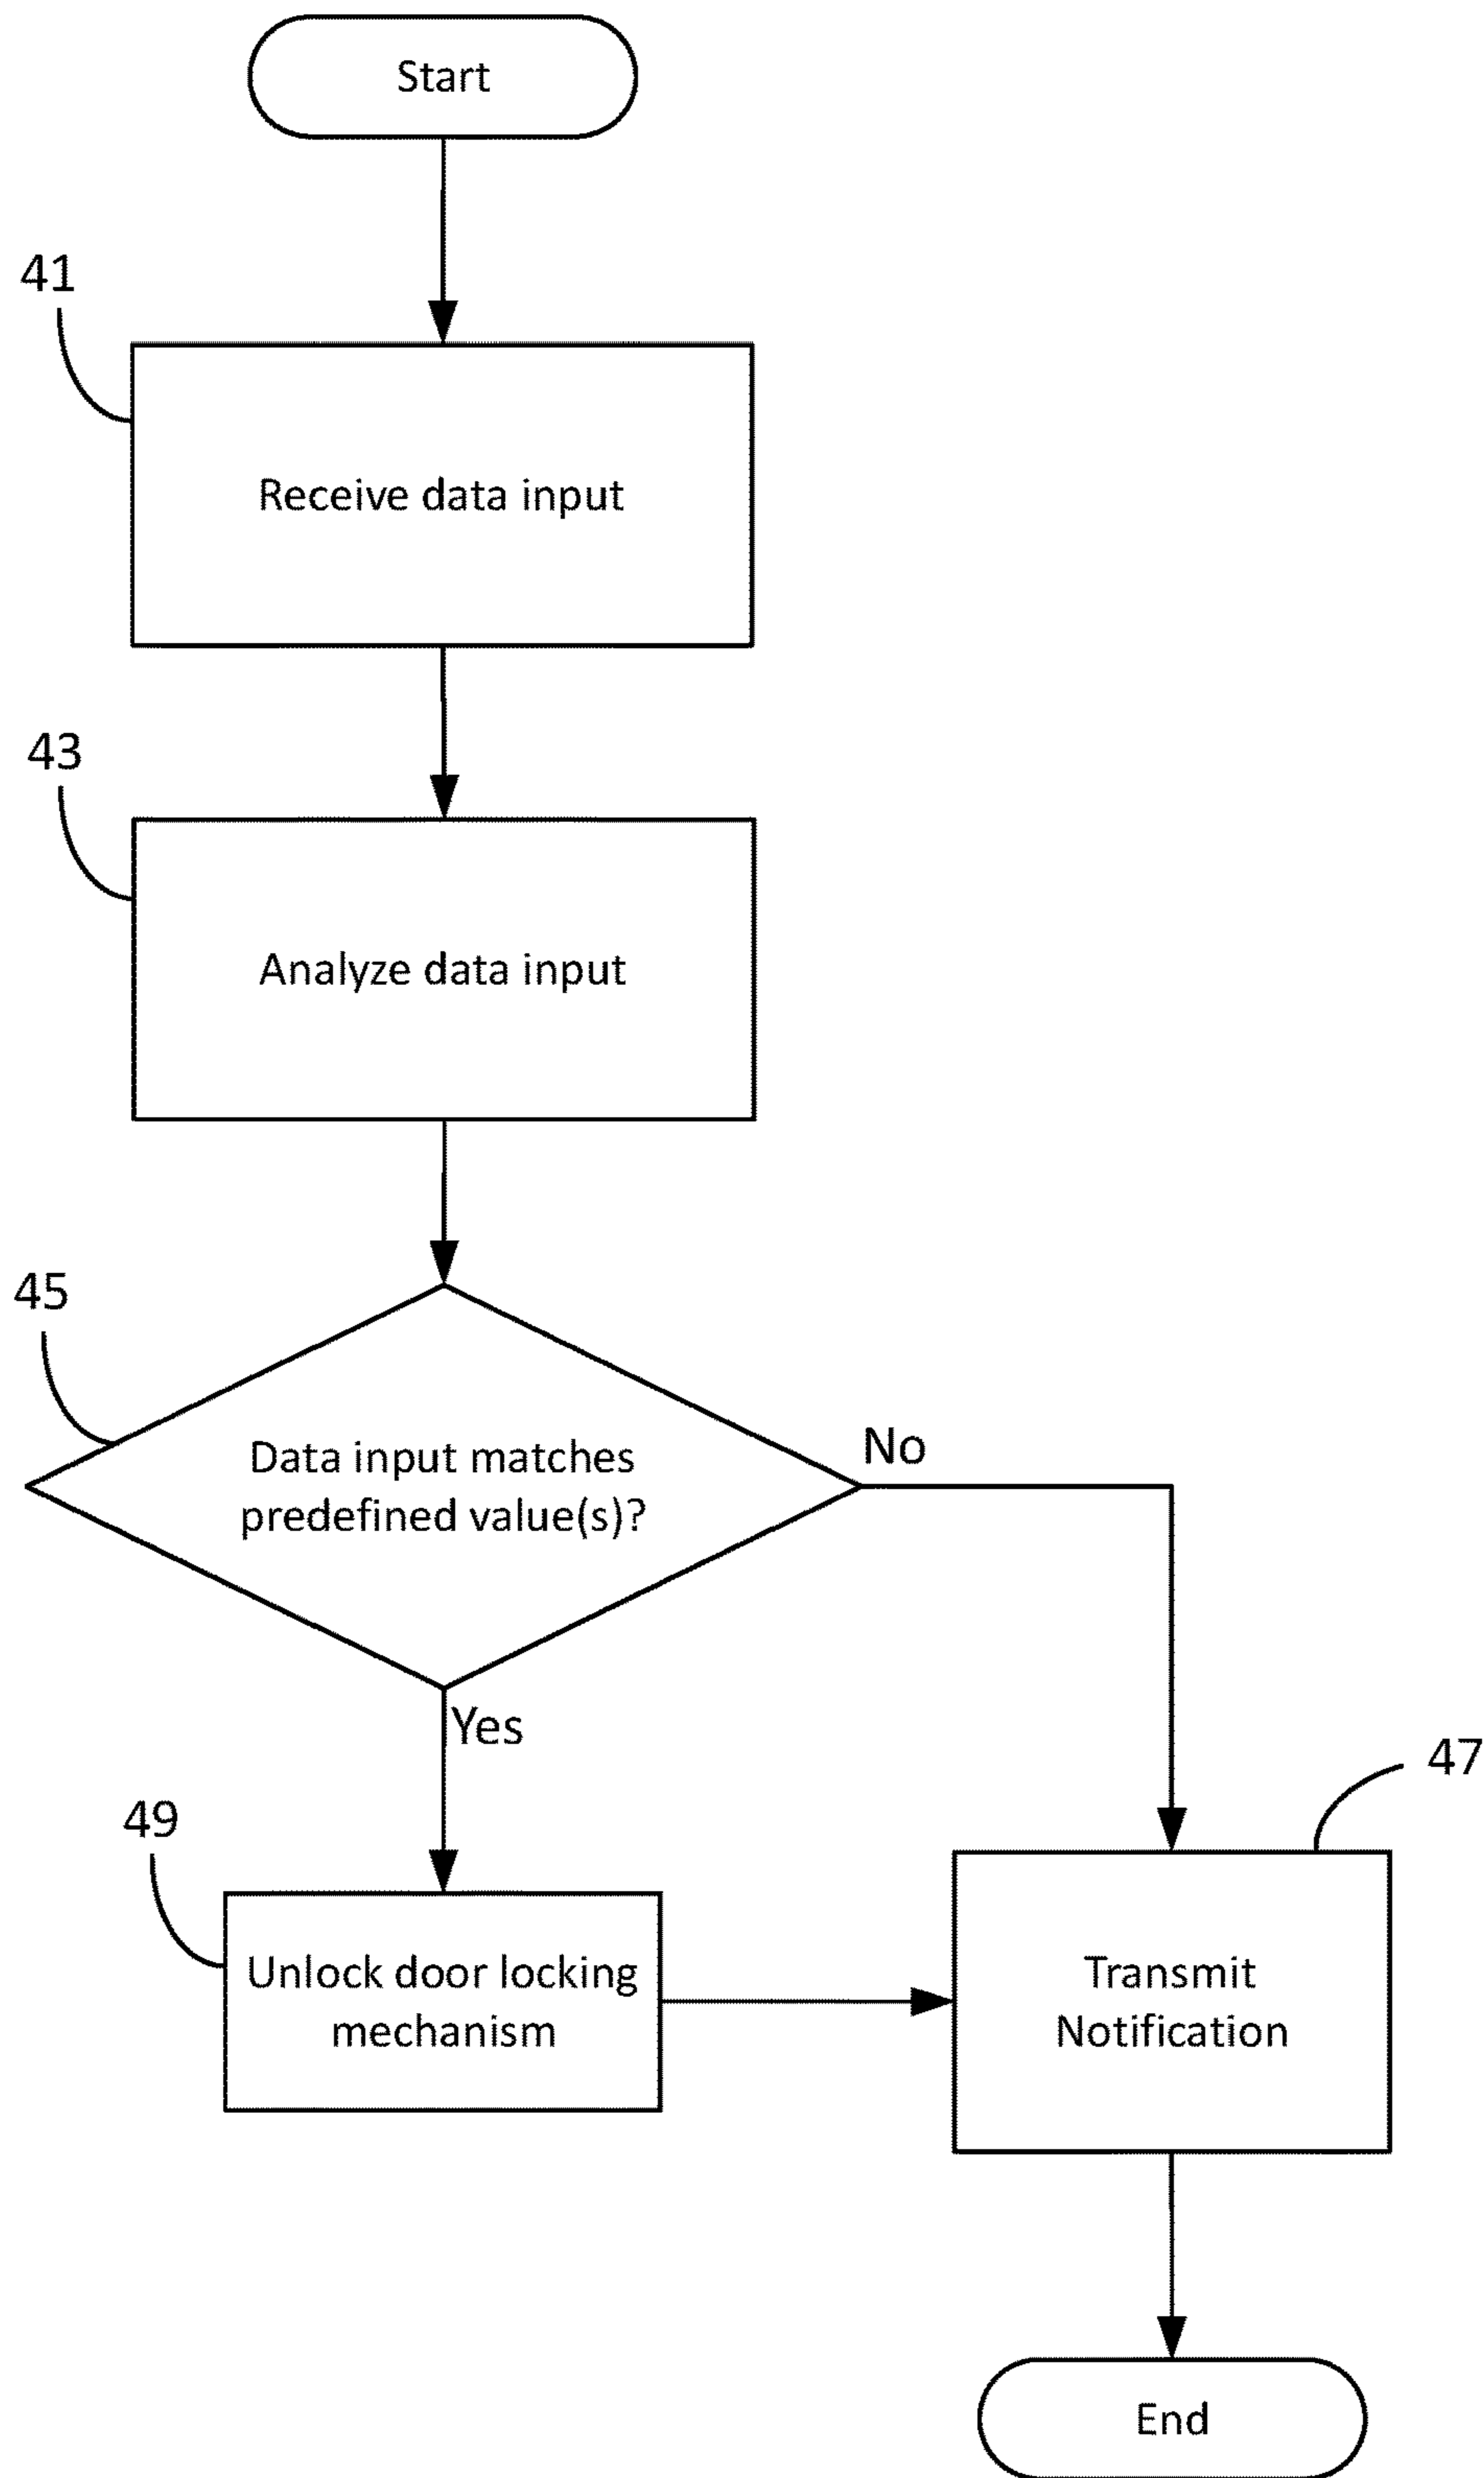 Start
41
Receive data input
43
Analyze data input
45
Data input matches
predefined value(s)?
No
Yes
47
49
Unlock door locking
mechanism
Transmit
Notification
End